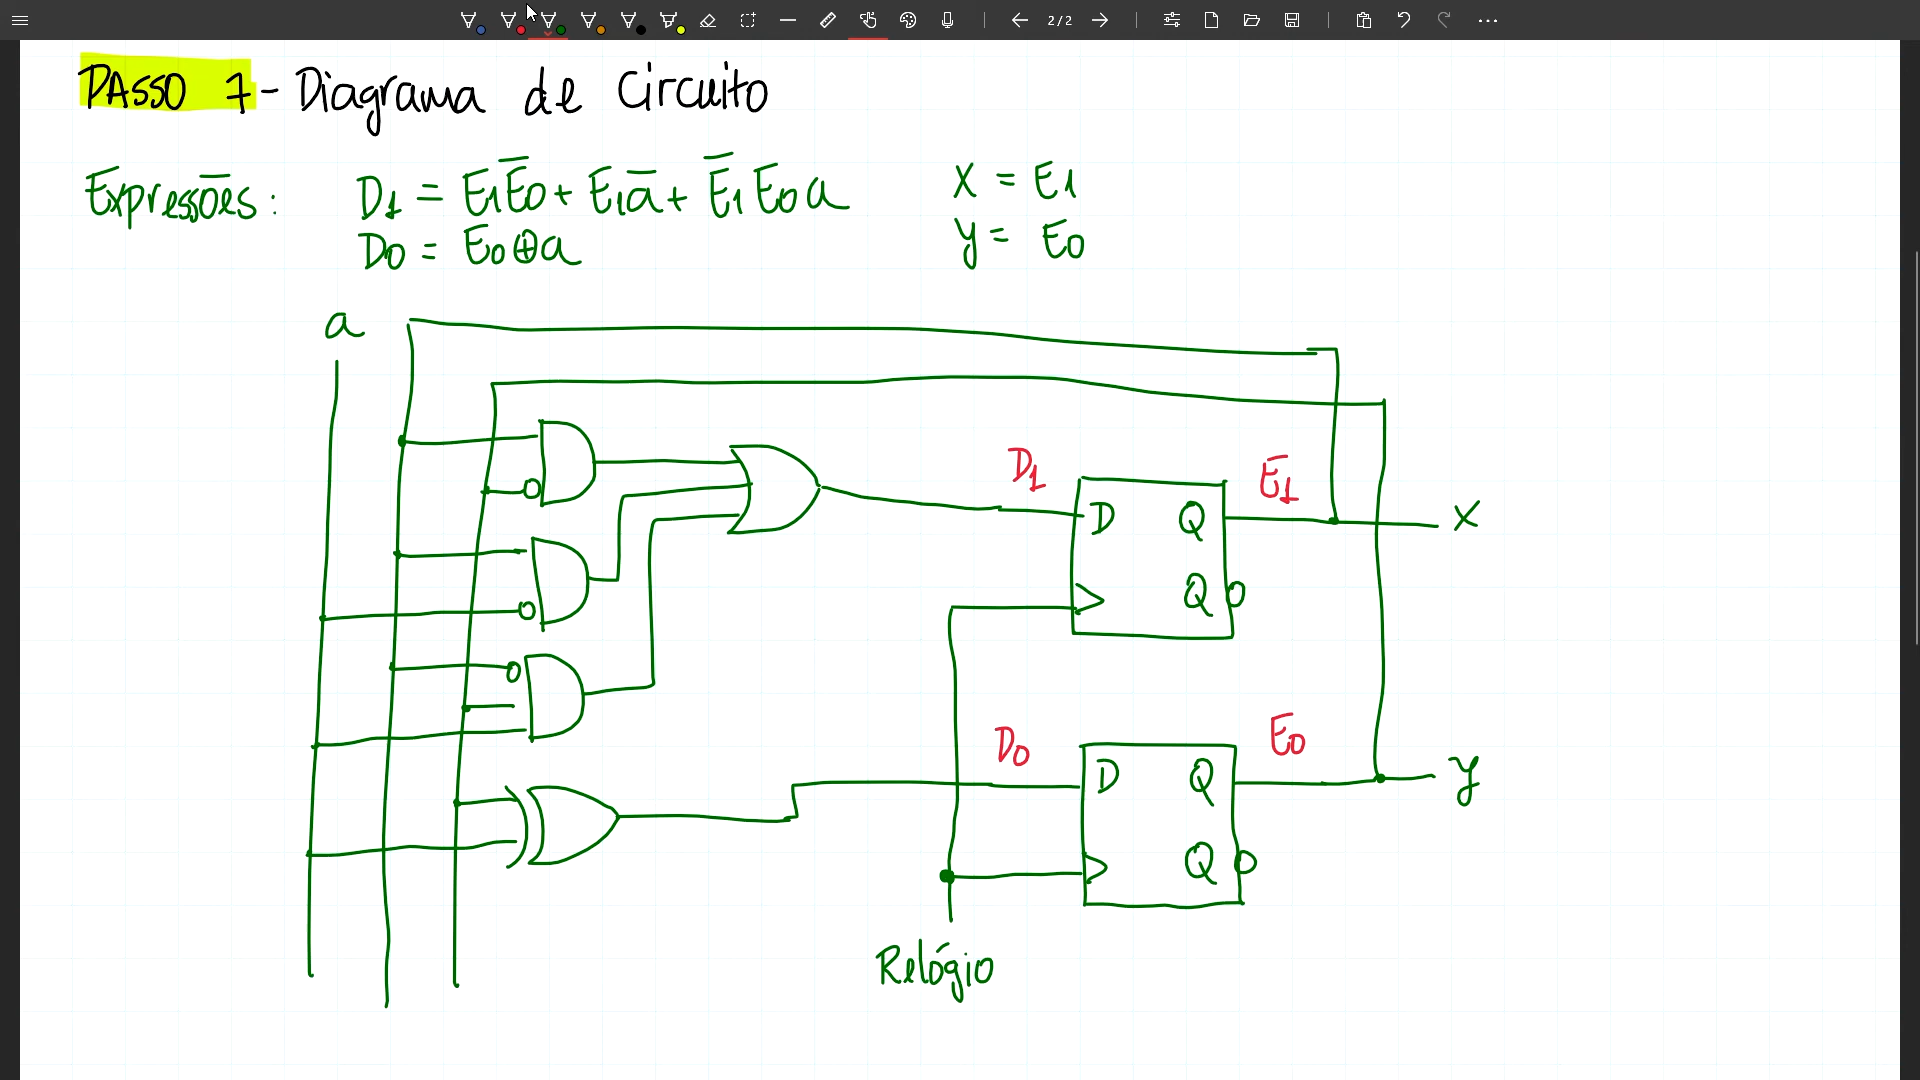 2/2
PASSO 7 - Diagrama de Circuito
Expressões: D1 = E1E̅0 + E1a̅ + E̅1E0a
D0 = E0⊕a
X = E1
Y = E0
a
D1
E1
D Q
X
Q
D0
E0
D Q
Y
Q
Relógio